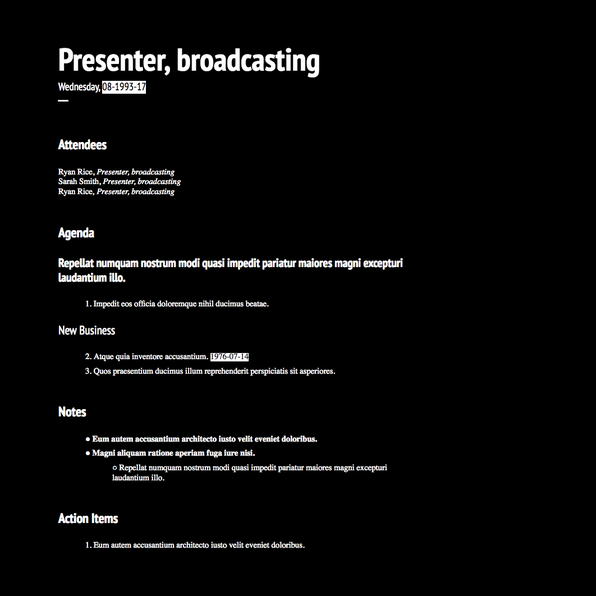 Presenter, broadcasting
Wednesday, 08-1993-17
Attendees
Ryan Rice, Presenter, broadcasting
Sarah Smith, Presenter, broadcasting
Ryan Rice, Presenter, broadcasting
Agenda
Repellat numquam nostrum modi quasi impedit pariatur maiores magni excepturi
laudantium illo.
1. Impedit eos officia doloremque nihil ducimus beatae.
New Business
2. Atque quia inventore accusantium. 1976-07-14
3. Quos praesentium ducimus illum reprehenderit perspiciatis sit asperiores.
Notes
● Eum autem accusantium architecto iusto velit eveniet doloribus.
● Magni aliquam ratione aperiam fuga iure nisi.
○ Repellat numquam nostrum modi quasi impedit pariatur maiores magni excepturi
laudantium illo.
Action Items
1. Eum autem accusantium architecto iusto velit eveniet doloribus.